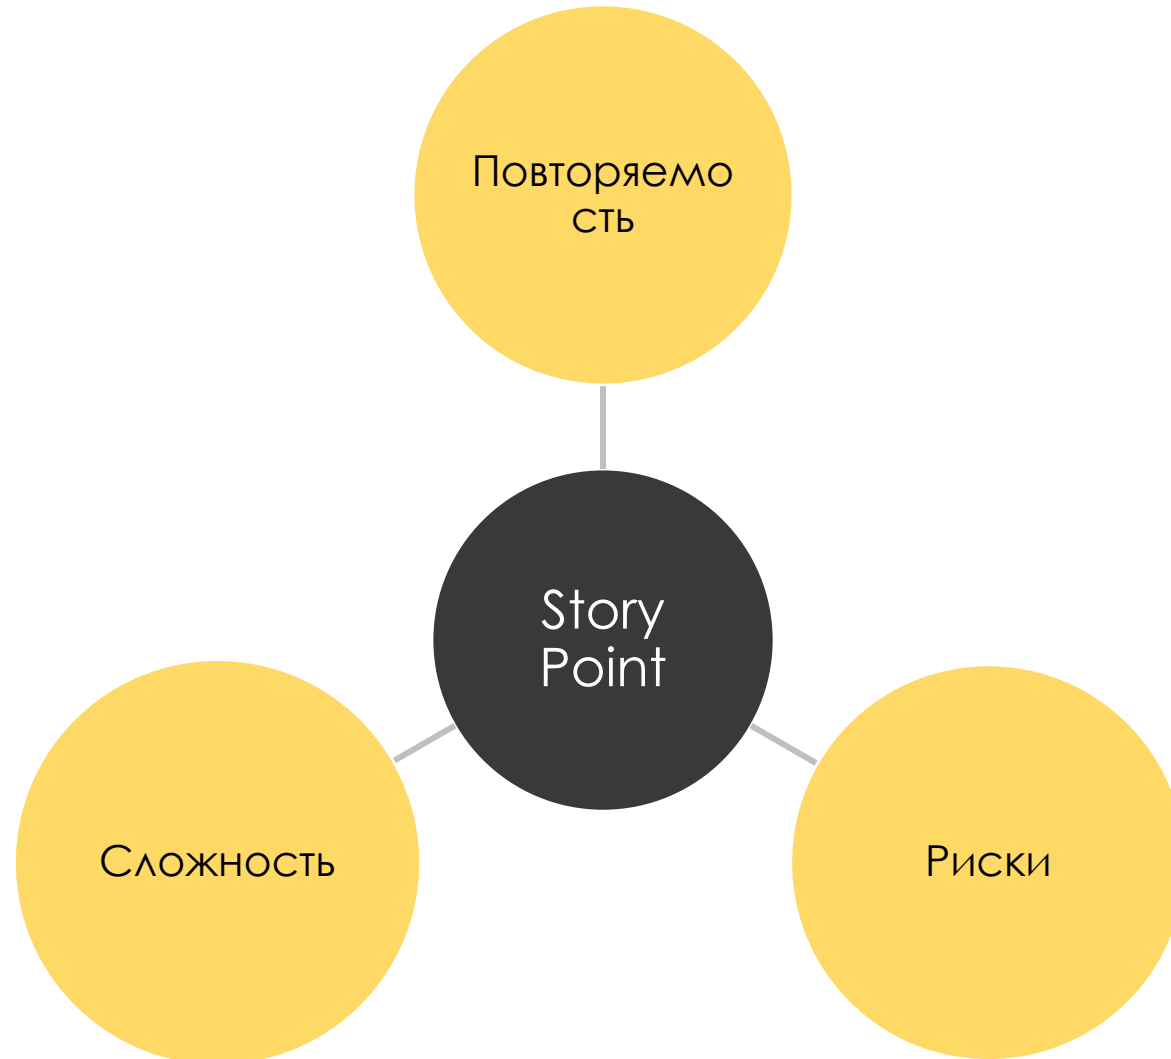 Повторяемо
сть
Story
Point
Сложность
Риски